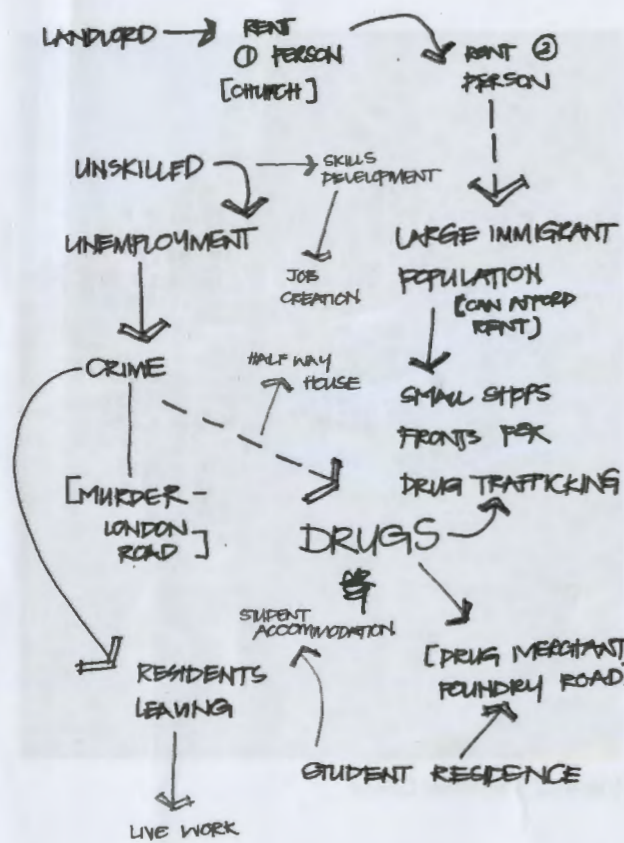 LANDLORD
RENT
① PERSON
[CHURCH]
RENT ②
PERSON
UNSKILLED
SKILLS
DEVELOPMENT
UNEMPLOYMENT
JOB
CREATION
LARGE IMMIGRANT
POPULATION
[CAN AFFORD
RENT]
CRIME
HALF WAY
HOUSE
SMALL
FRONTS FOR
DRUG TRAFFICKING
[MURDER -
LONDON
ROAD]
DRUGS
STUDENT
ACCOMMODATION
[DRUG MERCHANT
FOUNDRY ROAD]
RESIDENTS
LEAVING
STUDENT RESIDENCE
LIVE WORK